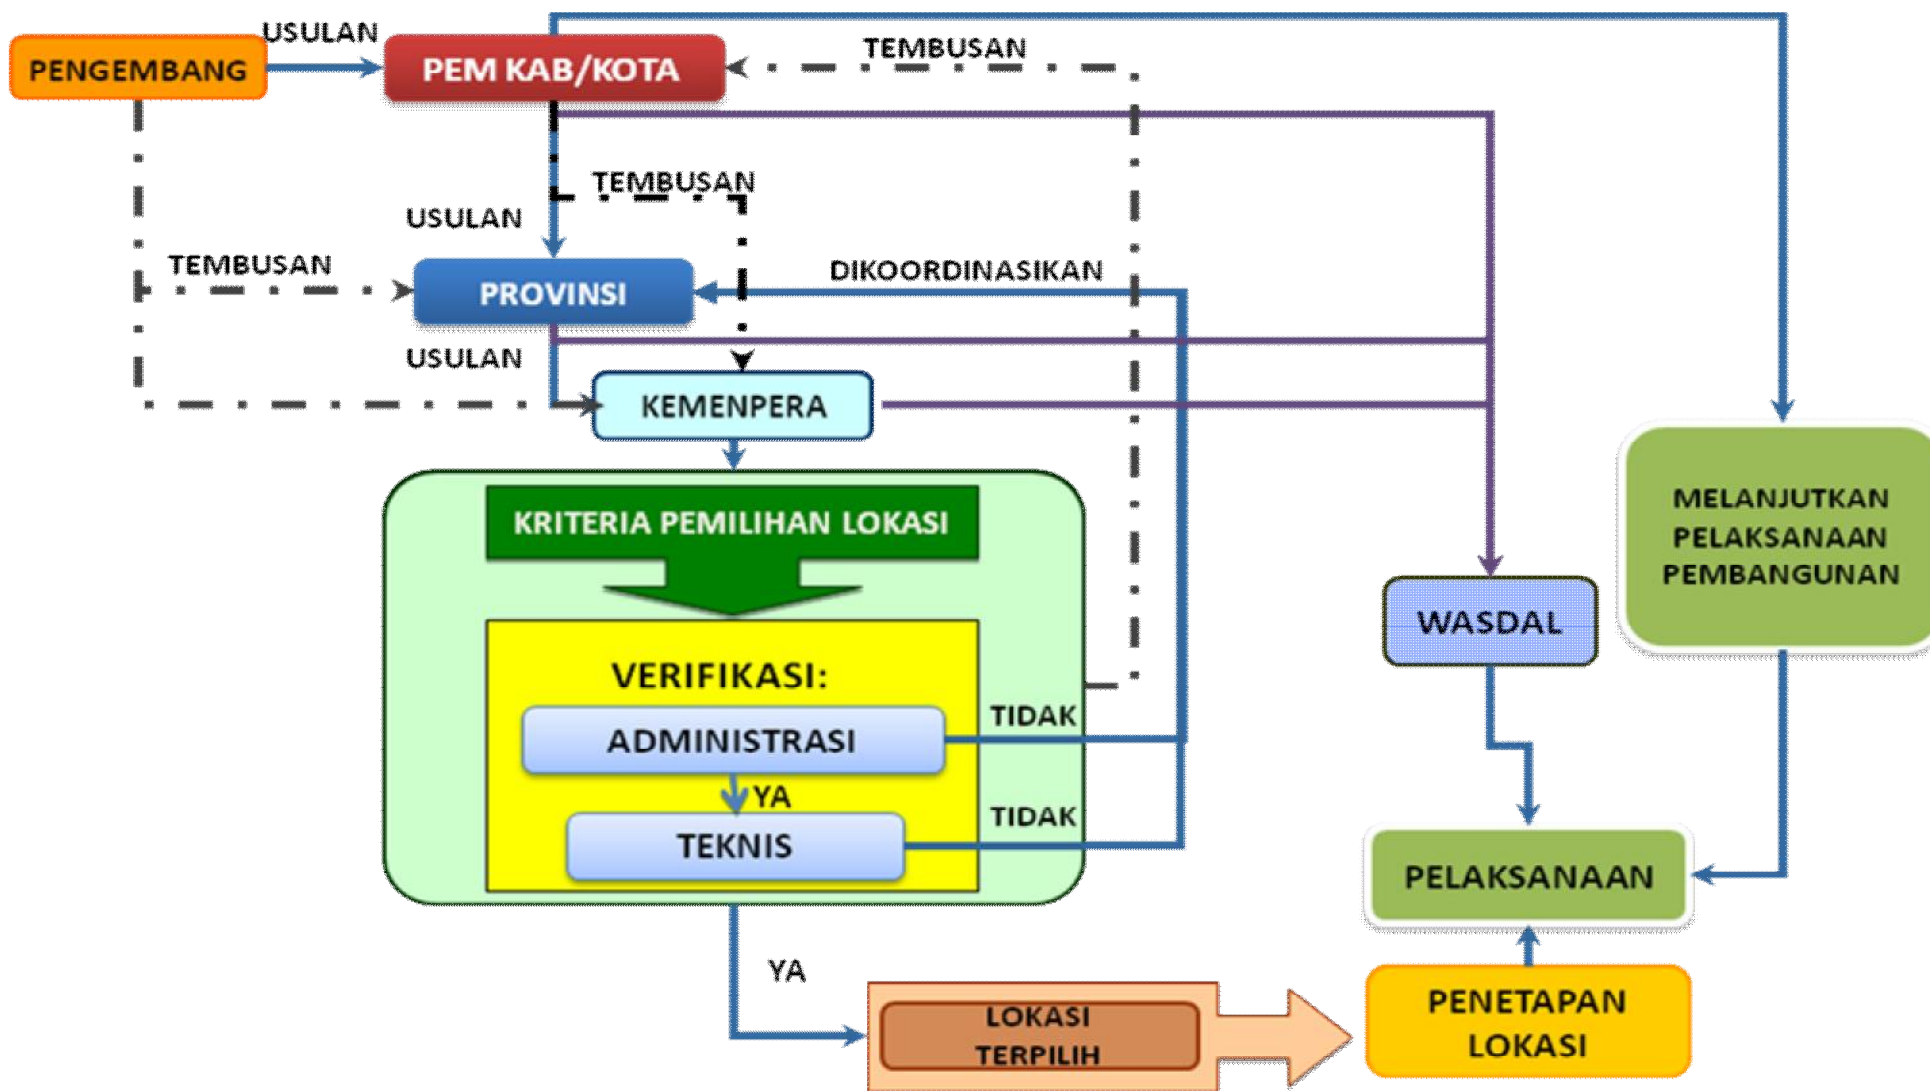 USULAN
PENGEMBANG
PEM KAB/KOTA
TEMBUSAN
TEMBUSAN
USULAN
TEMBUSAN
PROVINSI
DIKOORDINASIKAN
USULAN
KEMENPERA
KRITERIA PEMILIHAN LOKASI
VERIFIKASI:
ADMINISTRASI
TIDAK
YA
TEKNIS
TIDAK
MELANJUTKAN
PELAKSANAAN
PEMBANGUNAN
WASDAL
PELAKSANAAN
YA
LOKASI
TERPILIH
PENETAPAN
LOKASI